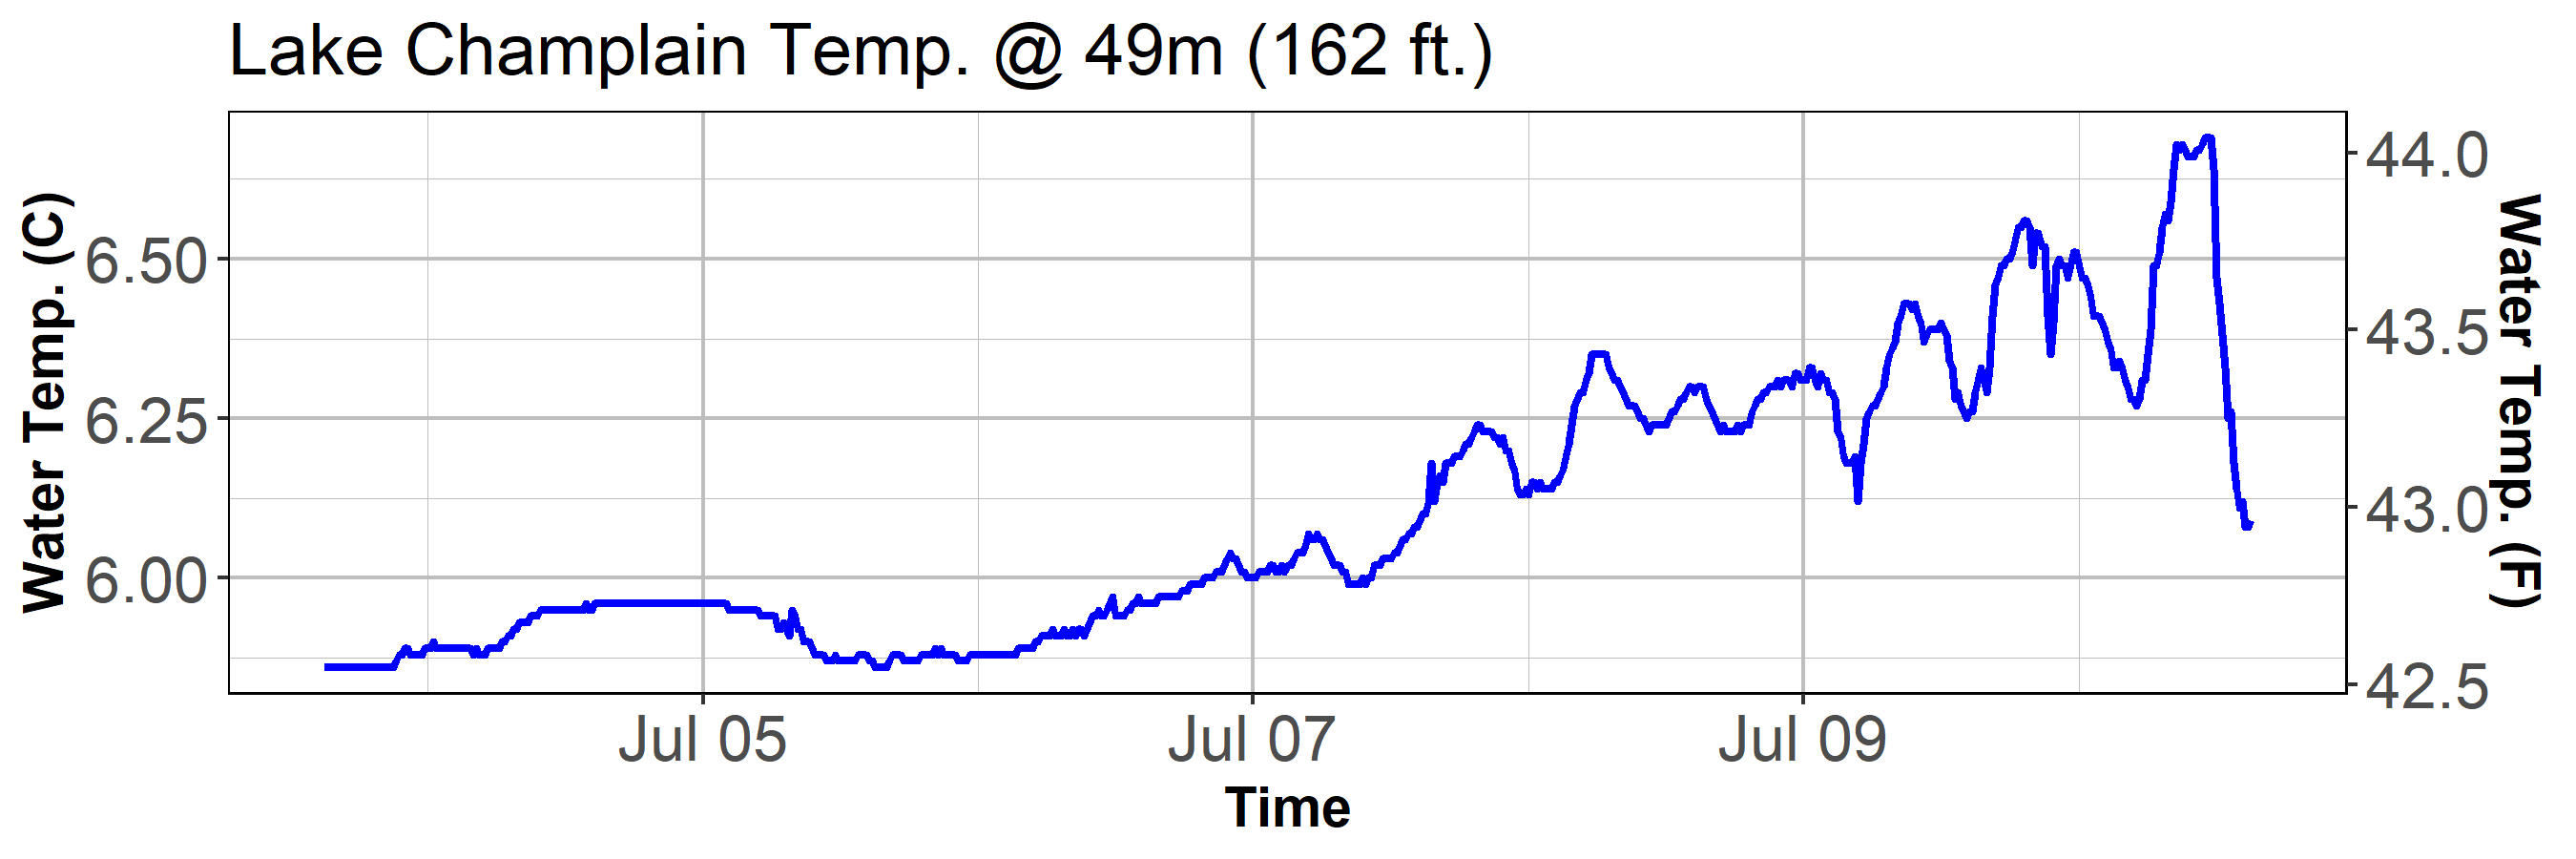 Lake Champlain Temp. @ 49m (162 ft.)
Water Temp. (C)
6.50
6.25
6.00
44.0
43.5
43.0
42.5
Water Temp. (F)
Jul 05 Jul 07 Jul 09
Time